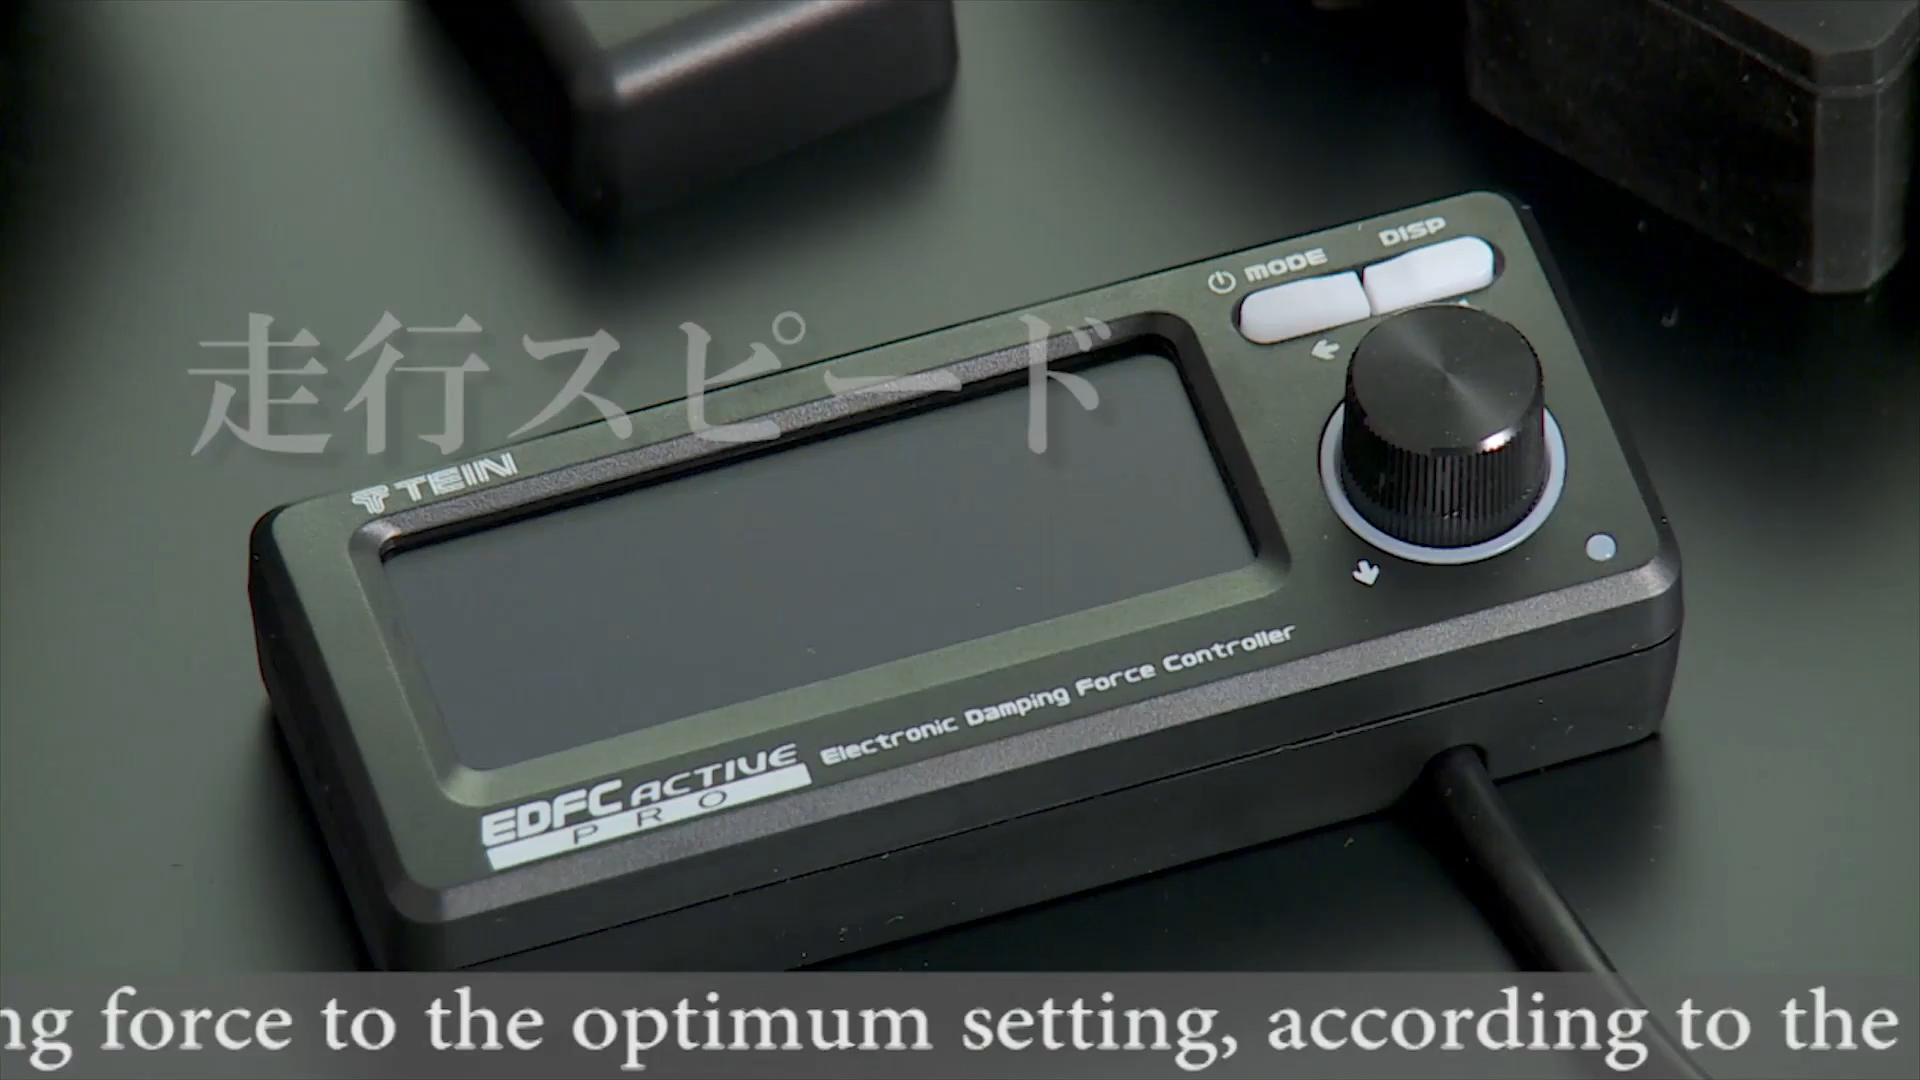 DISP
MODE
走行スピード
TEIN
Electronic Damping Force Controller
EDFC ACTIVE
PRO
ng force to the optimum setting, according to the